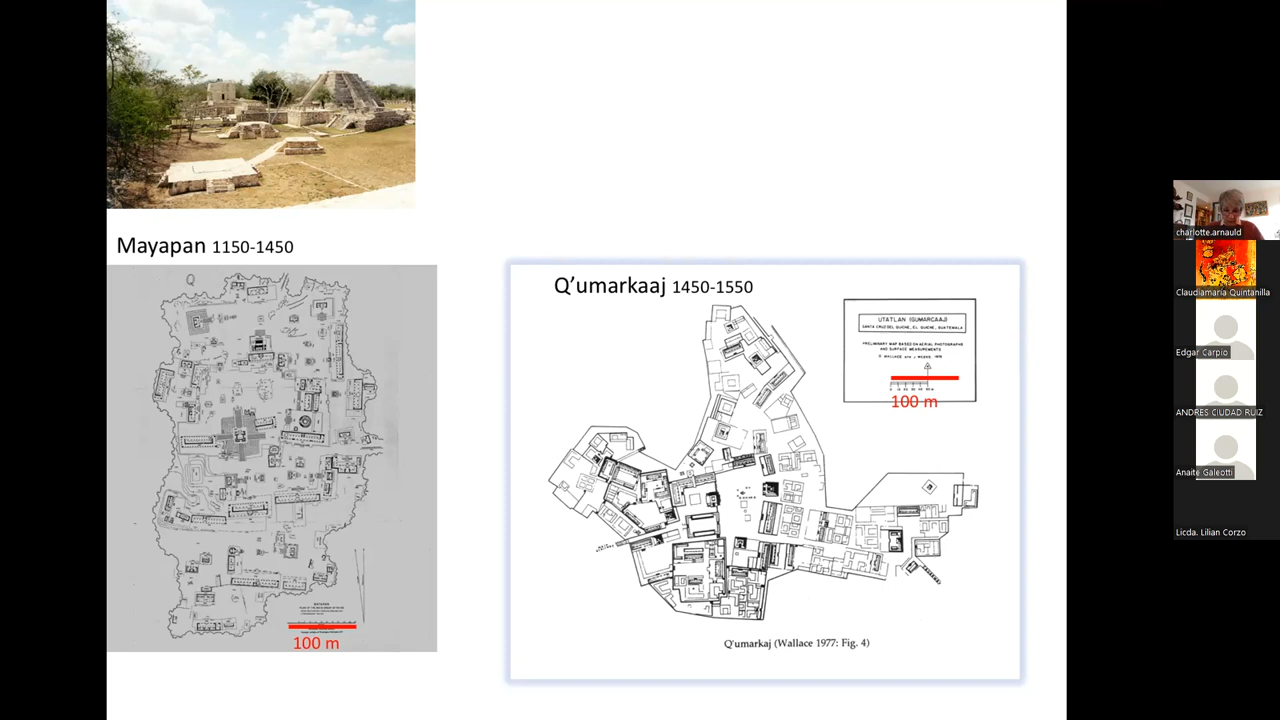 Mayapan 1150-1450
Q
100 m
Q’umarkaaj 1450-1550
UTATLAN (GUMARCAAJ)
SANTA CRUZ DEL QUICHE, EL QUICHE, GUATEMALA
PRELIMINARY MAP BASED ON AERIAL PHOTOGRAPHS
AND SURFACE MEASUREMENTS
100 m
Q'umarkaj (Wallace 1977: Fig. 4)
charlotte.arnauld
Claudiamaría Quintanilla
Edgar Carpio
ANDRES CIUDAD RUIZ
Anaite Galeotti
Licda. Lilian Corzo